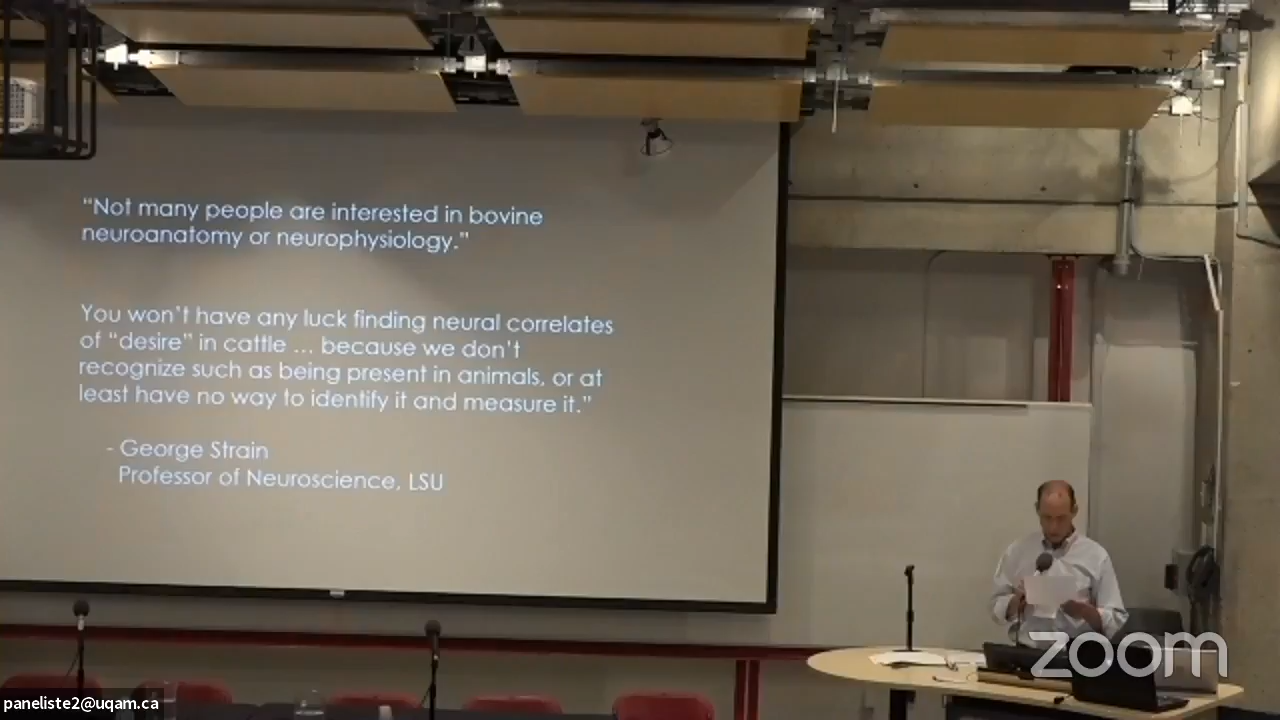 “Not many people are interested in bovine
neuroanatomy or neurophysiology.”
You won’t have any luck finding neural correlates
of “desire” in cattle ... because we don’t
recognize such as being present in animals, or at
least have no way to identify it and measure it.”
- George Strain
Professor of Neuroscience, LSU
zoom
paneliste2@uqam.ca